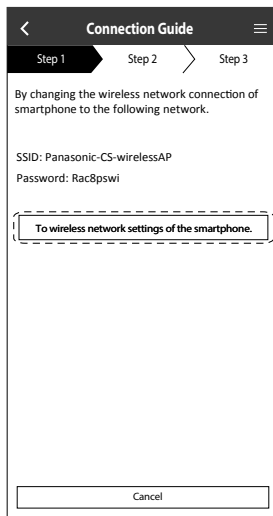 Connection Guide
Step 1
Step 2
Step 3
By changing the wireless network connection of
smartphone to the following network.
SSID: Panasonic-CS-wirelessAP
Password: Rac8pswi
To wireless network settings of the smartphone.
Cancel